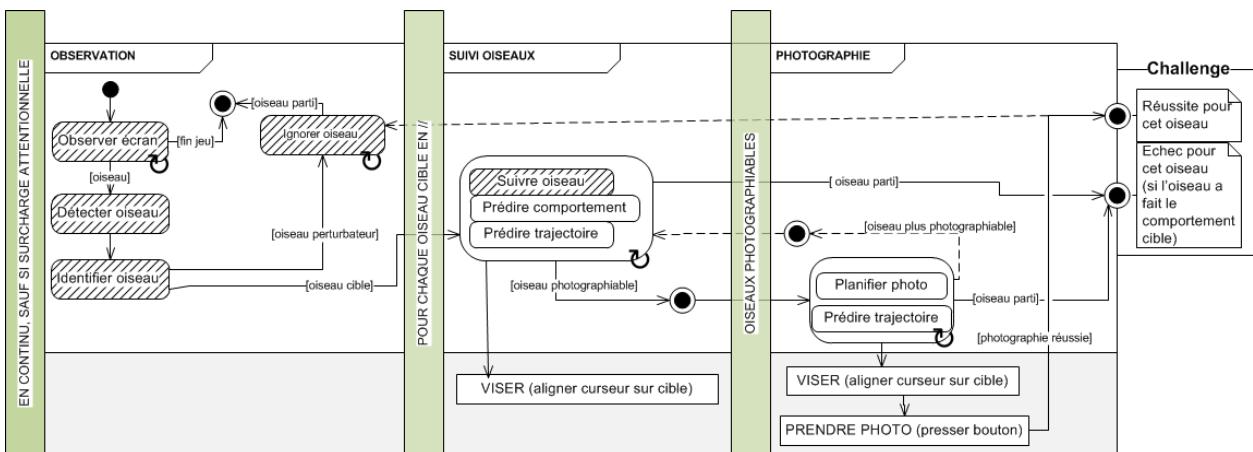 EN CONTINU, SAUF SI SURCHARGE ATTENTIONNELLE
OBSERVATION
Observer écran
[fin jeu]
[oiseau parti]
Ignorer oiseau
[oiseau]
Détecter oiseau
[oiseau perturbateur]
Identifier oiseau
[oiseau cible]
POUR CHAQUE OISEAU CIBLE EN //
SUIVI OISEAUX
Suivre oiseau
Prédire comportement
Prédire trajectoire
[ oiseau parti]
[oiseau photographiable]
VISER (aligner curseur sur cible)
OISEAUX PHOTOGRAPHIABLES
PHOTOGRAPHIE
[oiseau plus photographiable]
Planifier photo
Prédire trajectoire
[oiseau parti]
[photographie réussie]
VISER (aligner curseur sur cible)
PRENDRE PHOTO (presser bouton)
Challenge
Réussite pour
cet oiseau
Echec pour
cet oiseau
(si l'oiseau a
fait le
comportement
cible)